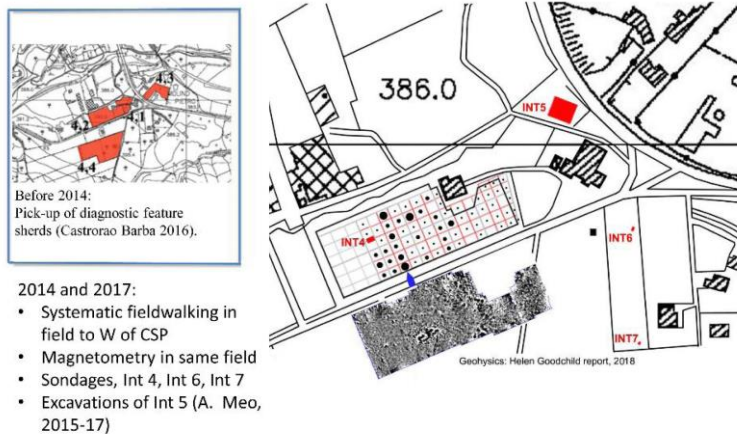 4.3
4.2
4.1
4.4
Before 2014:
Pick-up of diagnostic feature
sherds (Castrorao Barba 2016).
2014 and 2017:
• Systematic fieldwalking in
field to W of CSP
• Magnetometry in same field
• Sondages, Int 4, Int 6, Int 7
• Excavations of Int 5 (A. Meo,
2015-17)
386.0
INT5
INT4
INT6
INT7
Geohysics: Helen Goodchild report, 2018